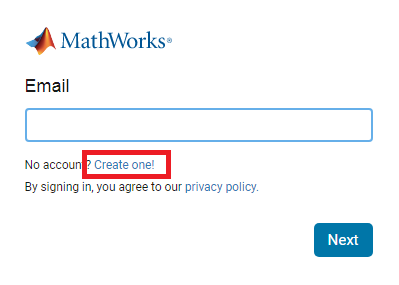 MathWorks®
Email
No account? Create one!
By signing in, you agree to our privacy policy.
Next